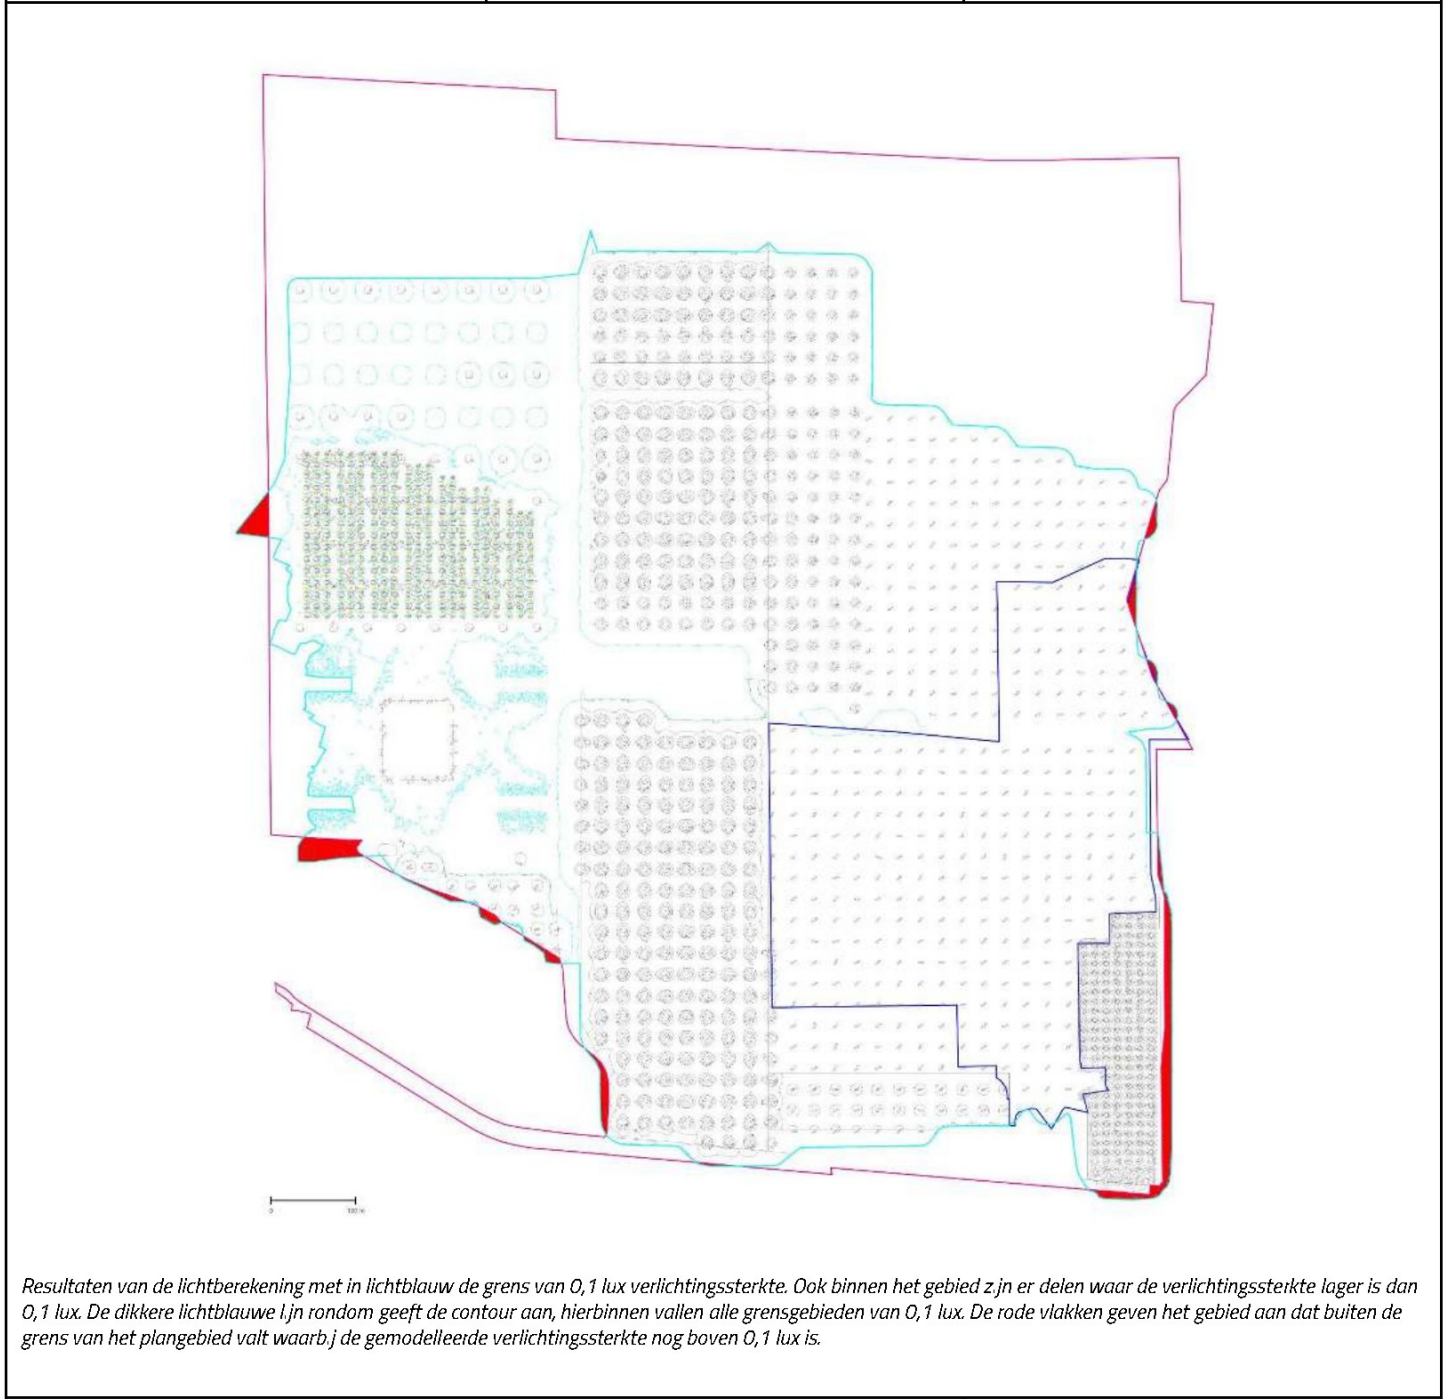 0 100 m
Resultaten van de lichtberekening met in lichtblauw de grens van 0,1 lux verlichtingssterkte. Ook binnen het gebied z.jn er delen waar de verlichtingssterkte lager is dan
0,1 lux. De dikkere lichtblauwe l.jn rondom geeft de contour aan, hierbinnen vallen alle grensgebieden van 0,1 lux. De rode vlakken geven het gebied aan dat buiten de
grens van het plangebied valt waarb.j de gemodelleerde verlichtingssterkte nog boven 0,1 lux is.